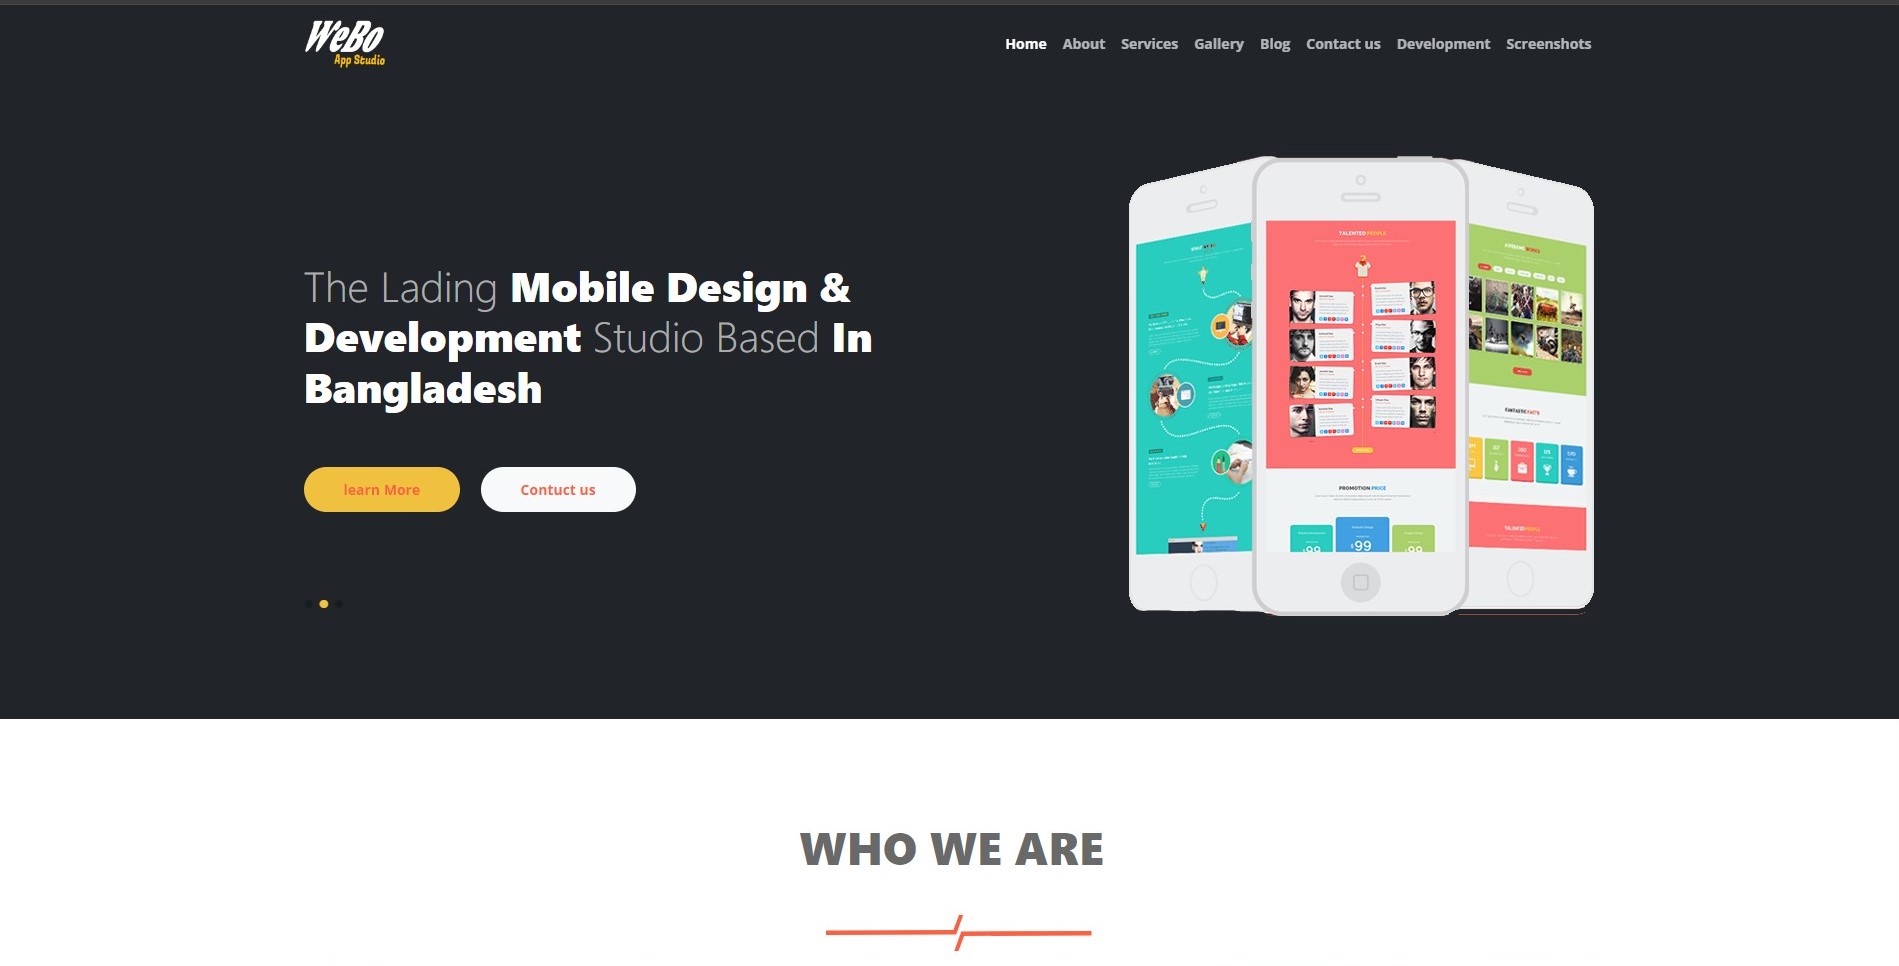 WeBo
App Studio
Home About Services Gallery Blog Contact us Development Screenshots
The Lading Mobile Design &
Development Studio Based In
Bangladesh
learn More Contuct us
TALENTED PEOPLE
PROMOTION PRICE
$99 $99 $99
AWESOME WORKS
FANTASTIC FACTS
TALENTED PEOPLE
WHO WE ARE